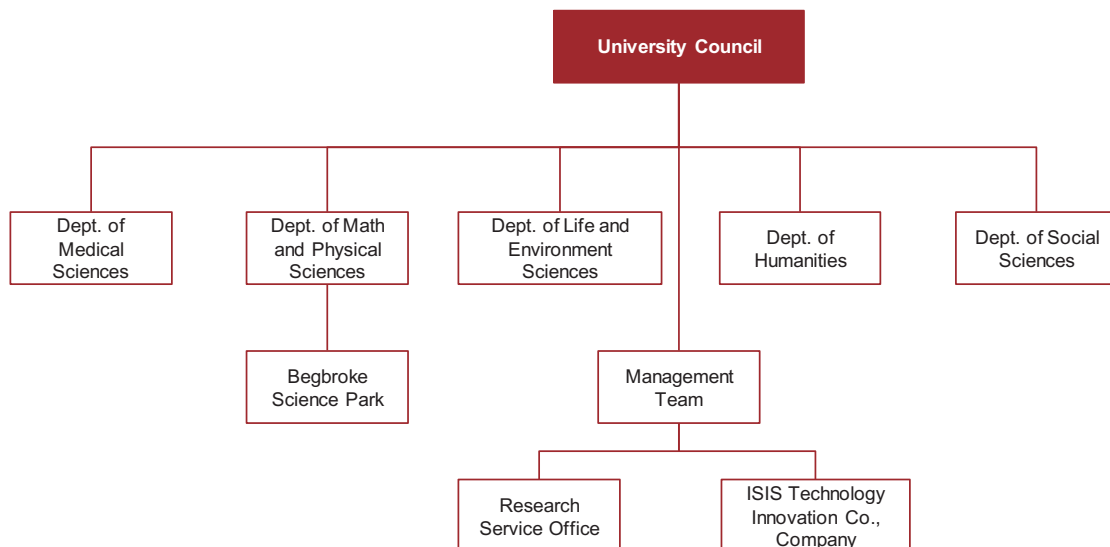 University Council
Dept. of
Medical
Sciences
Dept. of Math
and Physical
Sciences
Dept. of Life and
Environment
Sciences
Dept. of
Humanities
Dept. of Social
Sciences
Begbroke
Science Park
Management
Team
Research
Service Office
ISIS Technology
Innovation Co.,
Company